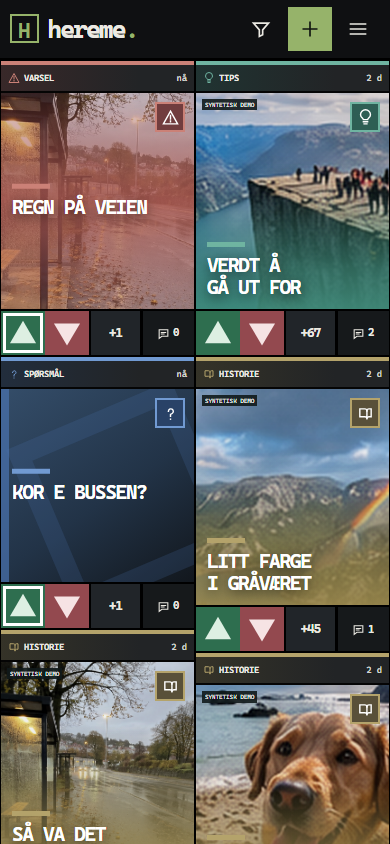 H hereme.
VARSEL nå
REGN PÅ VEIEN
+1 0
TIPS 2 d
SYNTETISK DEMO
VERDT Å
GÅ UT FOR
+67 2
? SPØRSMÅL nå
?
KOR E BUSSEN?
+1 0
HISTORIE 2 d
SYNTETISK DEMO
LITT FARGE
I GRÅVÆRET
+45 1
HISTORIE 2 d
SYNTETISK DEMO
SÅ VA DET
HISTORIE 2 d
SYNTETISK DEMO